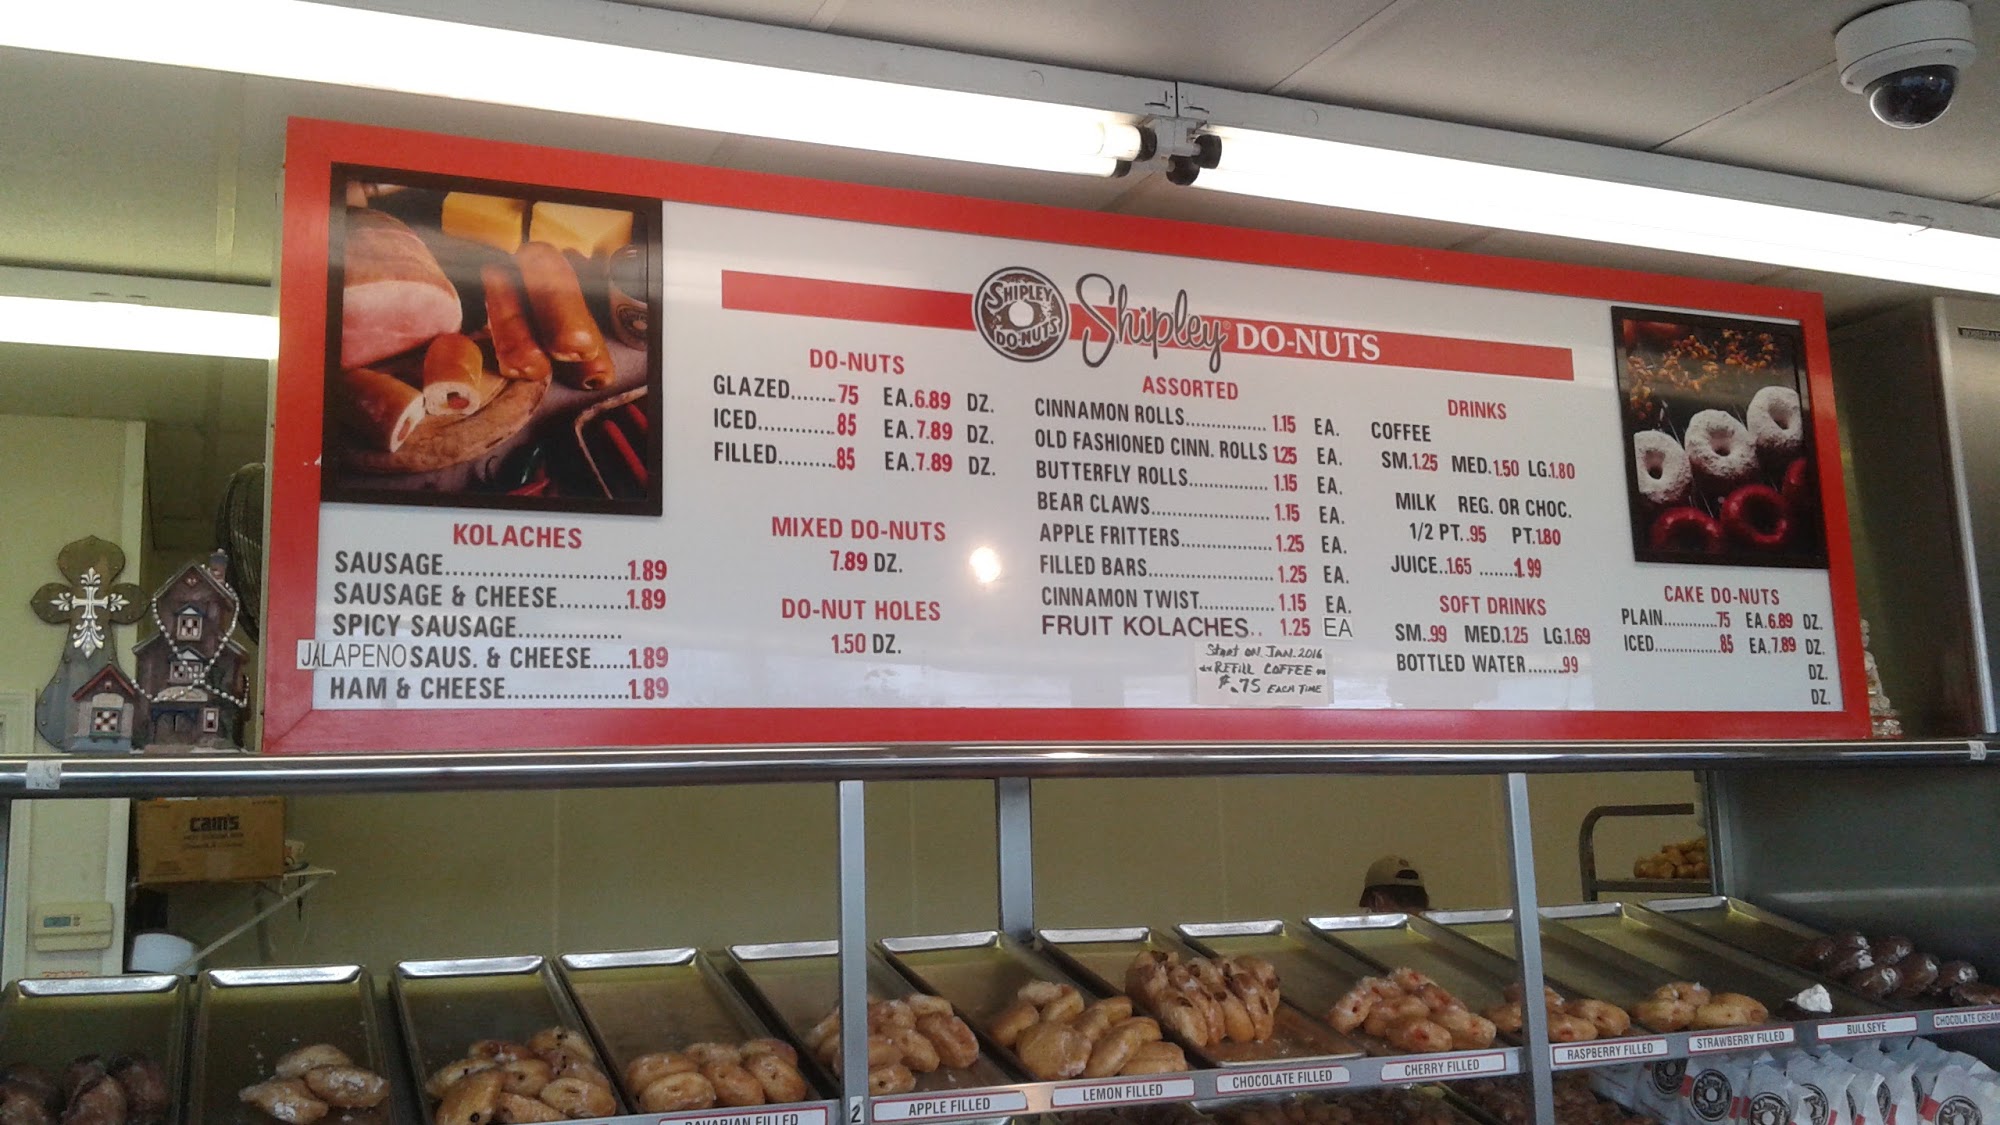 THE
SHIPLEY
DO-NUTS
Shipley DO-NUTS
KOLACHES
SAUSAGE............................1.89
SAUSAGE & CHEESE..........1.89
SPICY SAUSAGE...............
JALAPENO SAUS. & CHEESE......1.89
HAM & CHEESE..................1.89
DO-NUTS
GLAZED........75 EA. 6.89 DZ.
ICED.............85 EA. 7.89 DZ.
FILLED..........85 EA. 7.89 DZ.
MIXED DO-NUTS
7.89 DZ.
DO-NUT HOLES
1.50 DZ.
ASSORTED
CINNAMON ROLLS............... 1.15 EA.
OLD FASHIONED CINN. ROLLS 1.25 EA.
BUTTERFLY ROLLS............... 1.15 EA.
BEAR CLAWS...................... 1.15 EA.
APPLE FRITTERS................. 1.25 EA.
FILLED BARS....................... 1.25 EA.
CINNAMON TWIST.............. 1.15 EA.
FRUIT KOLACHES.. 1.25 EA
START ON JAN. 2016
REFILL COFFEE
$.75 EACH TIME
DRINKS
COFFEE
SM. 1.25 MED. 1.50 LG. 1.80
MILK REG. OR CHOC.
1/2 PT. .95 PT. 1.80
JUICE..1.65 .......1.99
SOFT DRINKS
SM. .99 MED. 1.25 LG. 1.69
BOTTLED WATER.......99
CAKE DO-NUTS
PLAIN.............75 EA. 6.89 DZ.
ICED................85 EA. 7.89 DZ.
DZ.
DZ.
cain's
BAVARIAN FILLED
2
APPLE FILLED
LEMON FILLED
CHOCOLATE FILLED
CHERRY FILLED
RASPBERRY FILLED
STRAWBERRY FILLED
BULLSEYE
CHOCOLATE CREAM